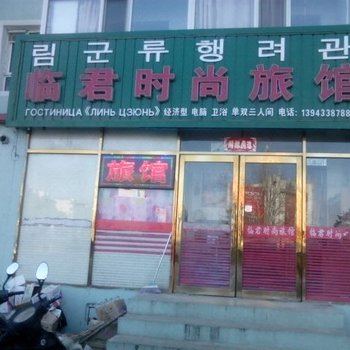 림군류행려관
临君时尚旅馆
ГОСТИНИЦА《ЛИНЬ ЦЗЮНЬ》经济型 电脑 卫浴 单双三人间 电话: 1394338788
旅馆
临君时尚旅馆
临君时尚